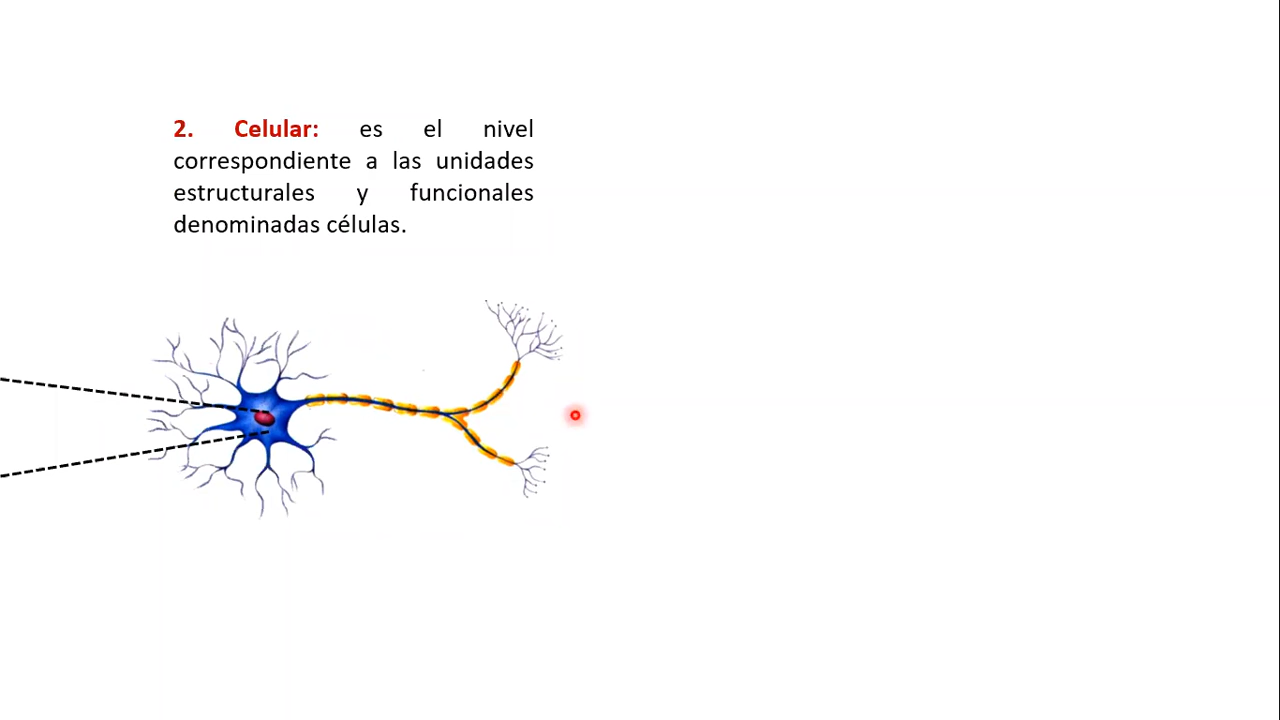 2. Celular: es el nivel
correspondiente a las unidades
estructurales y funcionales
denominadas células.